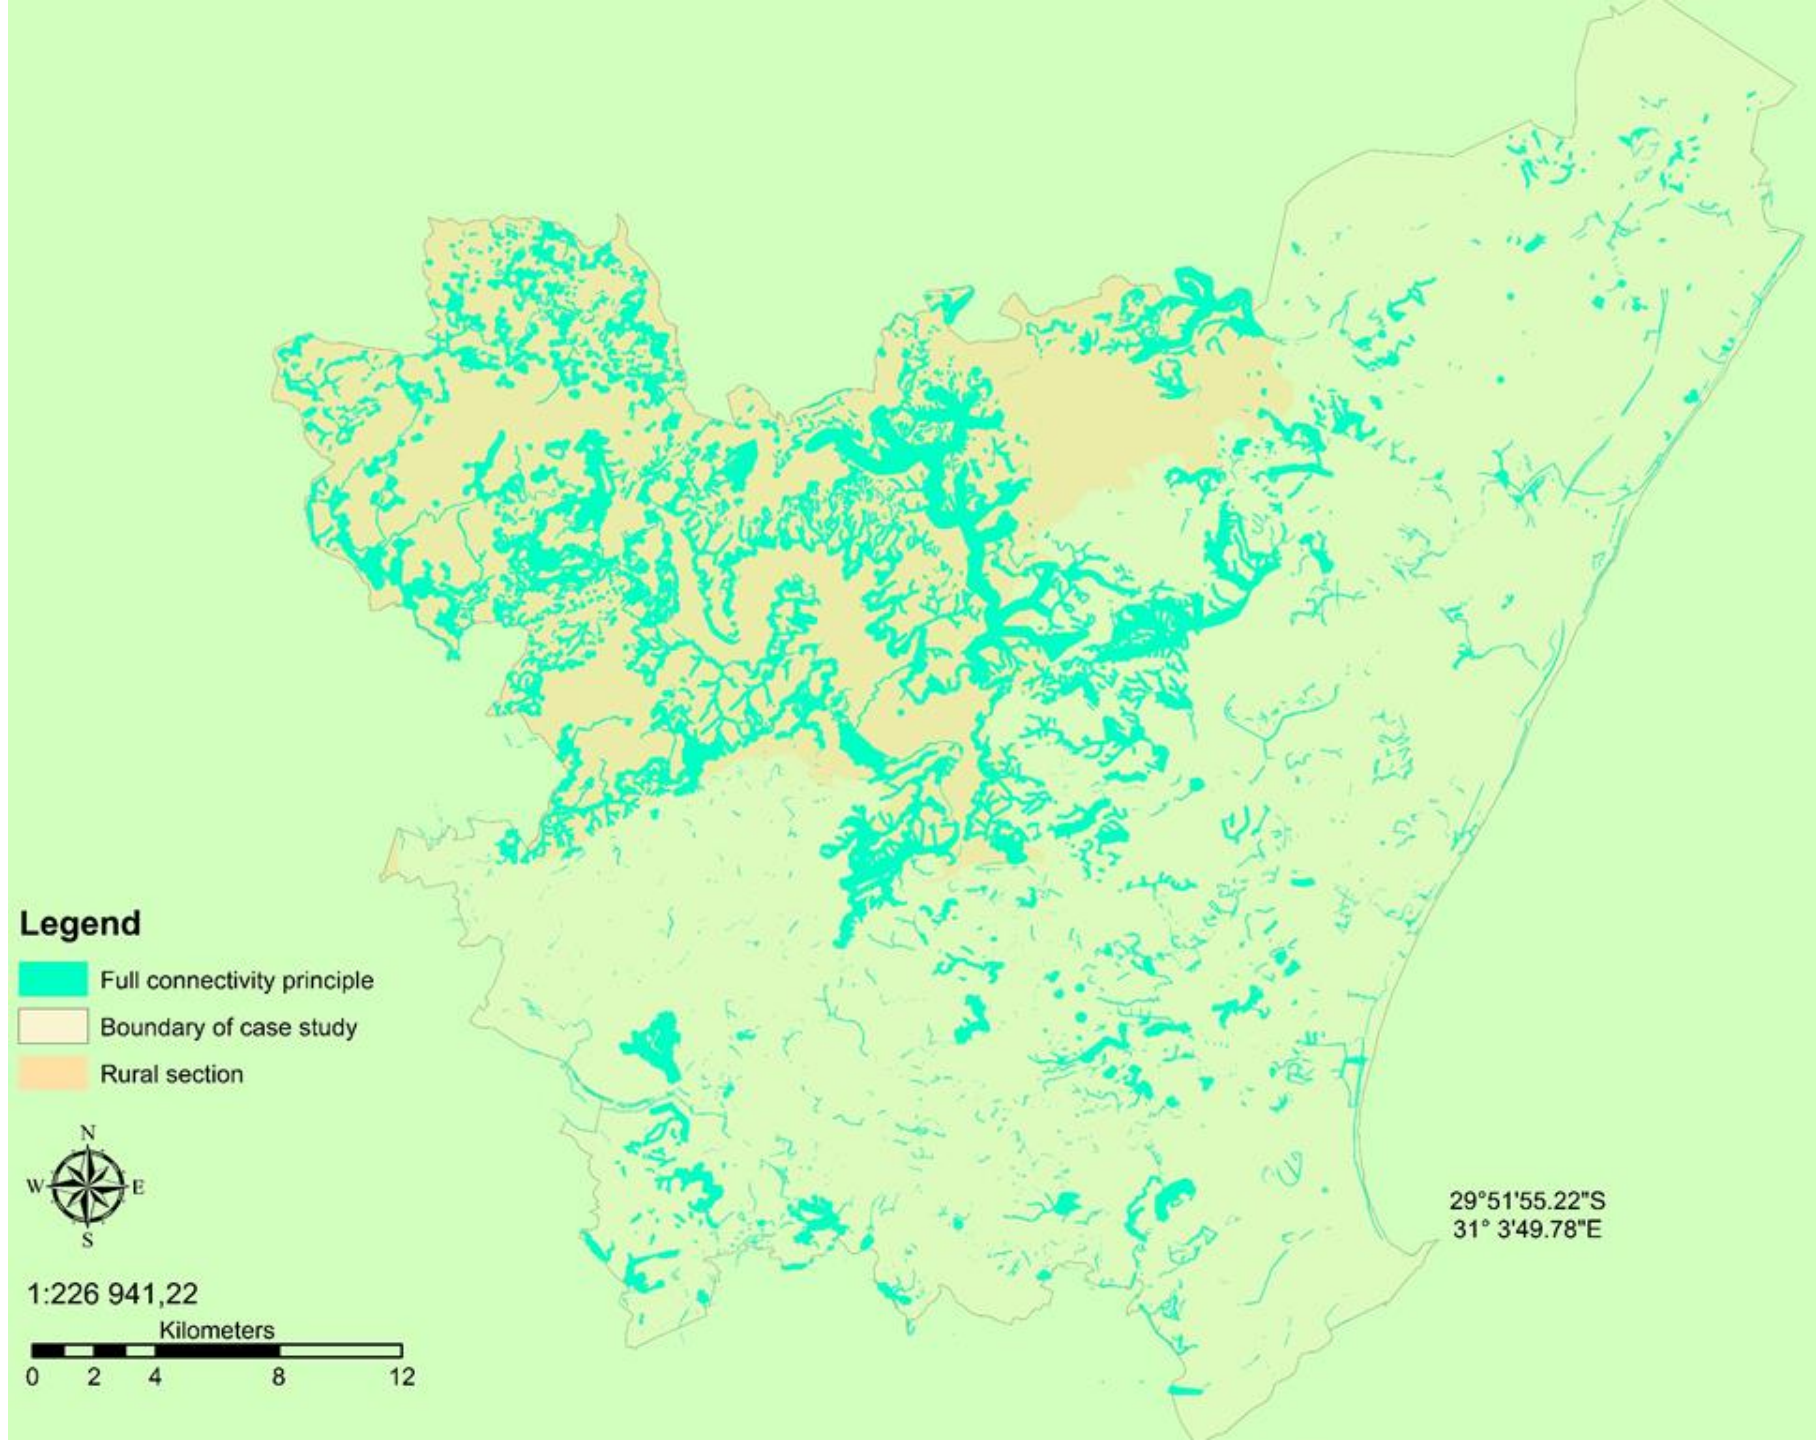 Legend
Full connectivity principle
Boundary of case study
Rural section
N
W E
S
29°51'55.22"S
31° 3'49.78"E
1:226 941,22
Kilometers
0 2 4 8 12